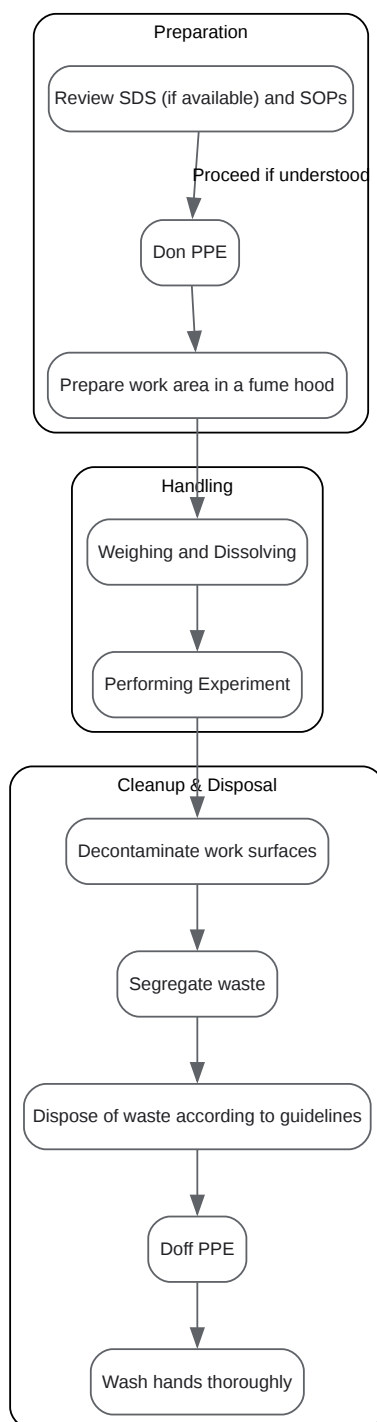 Preparation
Review SDS (if available) and SOPs
Proceed if understood
Don PPE
Prepare work area in a fume hood
Handling
Weighing and Dissolving
Performing Experiment
Cleanup & Disposal
Decontaminate work surfaces
Segregate waste
Dispose of waste according to guidelines
Doff PPE
Wash hands thoroughly